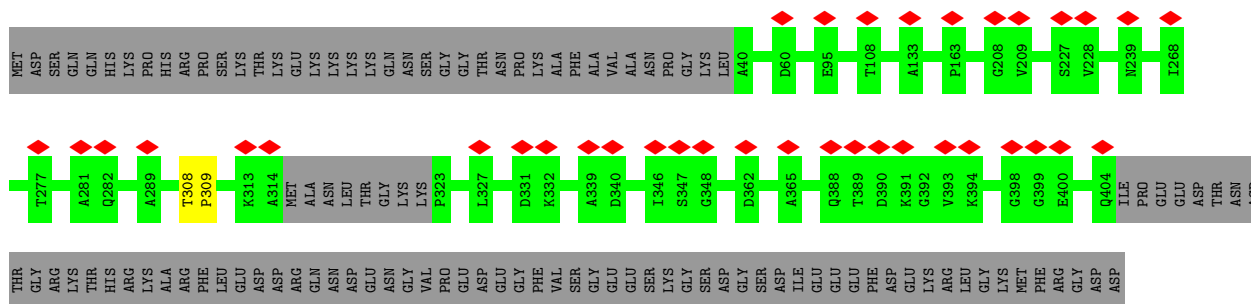 MET ASP SER GLN GLN HIS LYS PRO HIS ARG PRO SER LYS THR LYS GLU LYS LYS LYS LYS GLN ASN SER GLY GLY THR ASN PRO LYS ALA PHE ALA VAL ALA ASN PRO GLY LYS LEU A40 D60 E95 T108 A133 P163 G208 V209 S227 V228 N239 I268
T277 A281 Q282 A289 T308 P309 K313 A314 MET ALA ASN LEU THR GLY LYS LYS P323 L327 D331 K332 A339 D340 I346 S347 G348 D362 A365 Q388 T389 D390 K391 G392 V393 K394 G398 G399 E400 Q404 ILE PRO GLU GLU ASP THR ASN
THR GLY ARG LYS THR HIS ARG LYS ALA ARG PHE LEU GLU ASP ASP ARG GLN ASN ASP GLU ASN GLY VAL PRO GLU ASP GLU GLY PHE VAL SER GLY GLU GLU SER LYS GLY SER ASP GLY SER ASP ILE GLU GLU GLU PHE ASP GLU LYS ARG LEU GLY LYS MET PHE ARG GLY ASP ASP